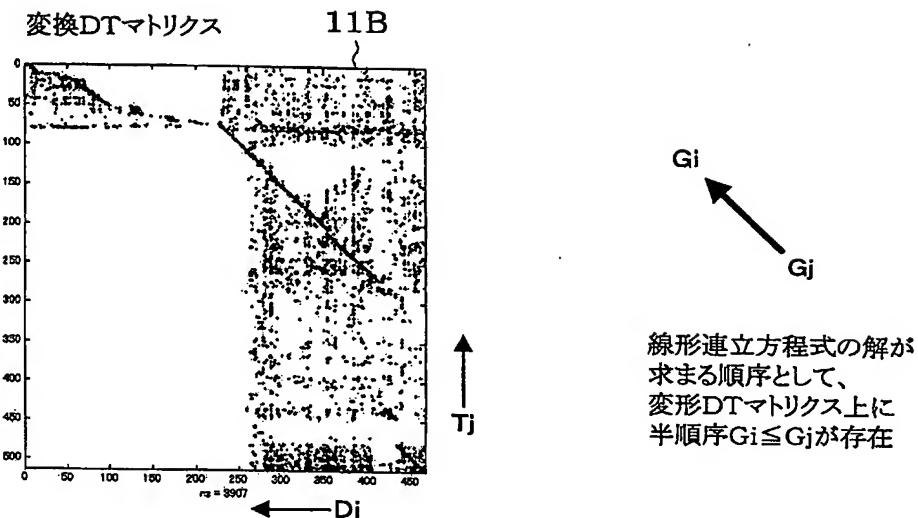 変換DTマトリクス
11B
0
50
100
150
200
250
300
350
400
450
500
0 50 100 150 200 250 300 350 400 450
nz = 3907
Di
Tj
Gi
Gj
線形連立方程式の解が
求まる順序として、
変形DTマトリクス上に
半順序Gi≦Gjが存在